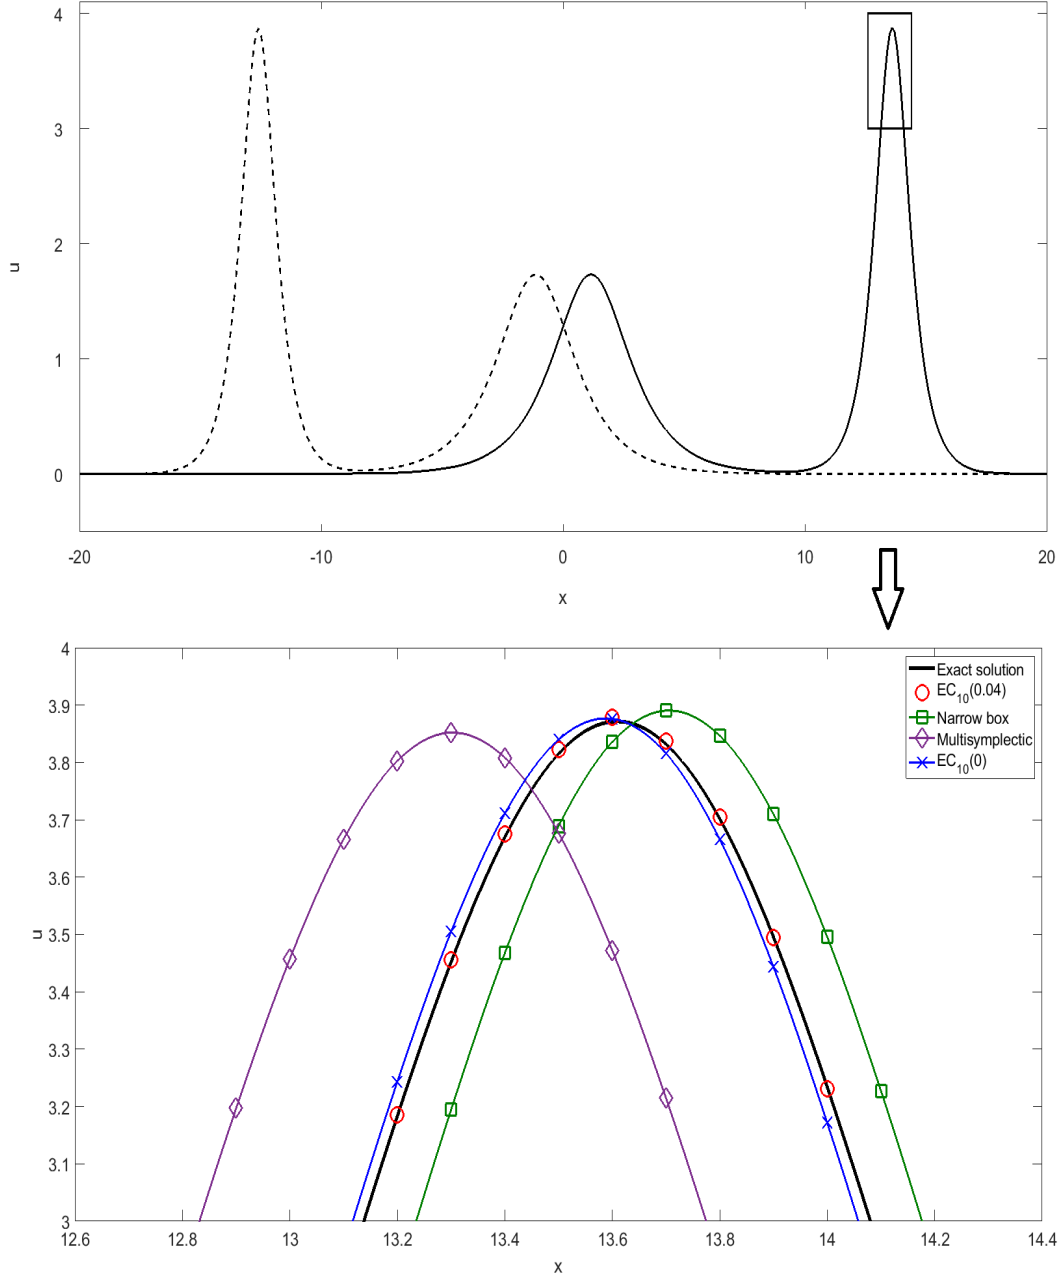 4
3
2
1
0
u
-20 -10 0 10 20
x
4
3.9
3.8
3.7
3.6
3.5
3.4
3.3
3.2
3.1
3
u
Exact solution
EC10(0.04)
Narrow box
Multisymplectic
EC10(0)
12.6 12.8 13 13.2 13.4 13.6 13.8 14 14.2 14.4
x